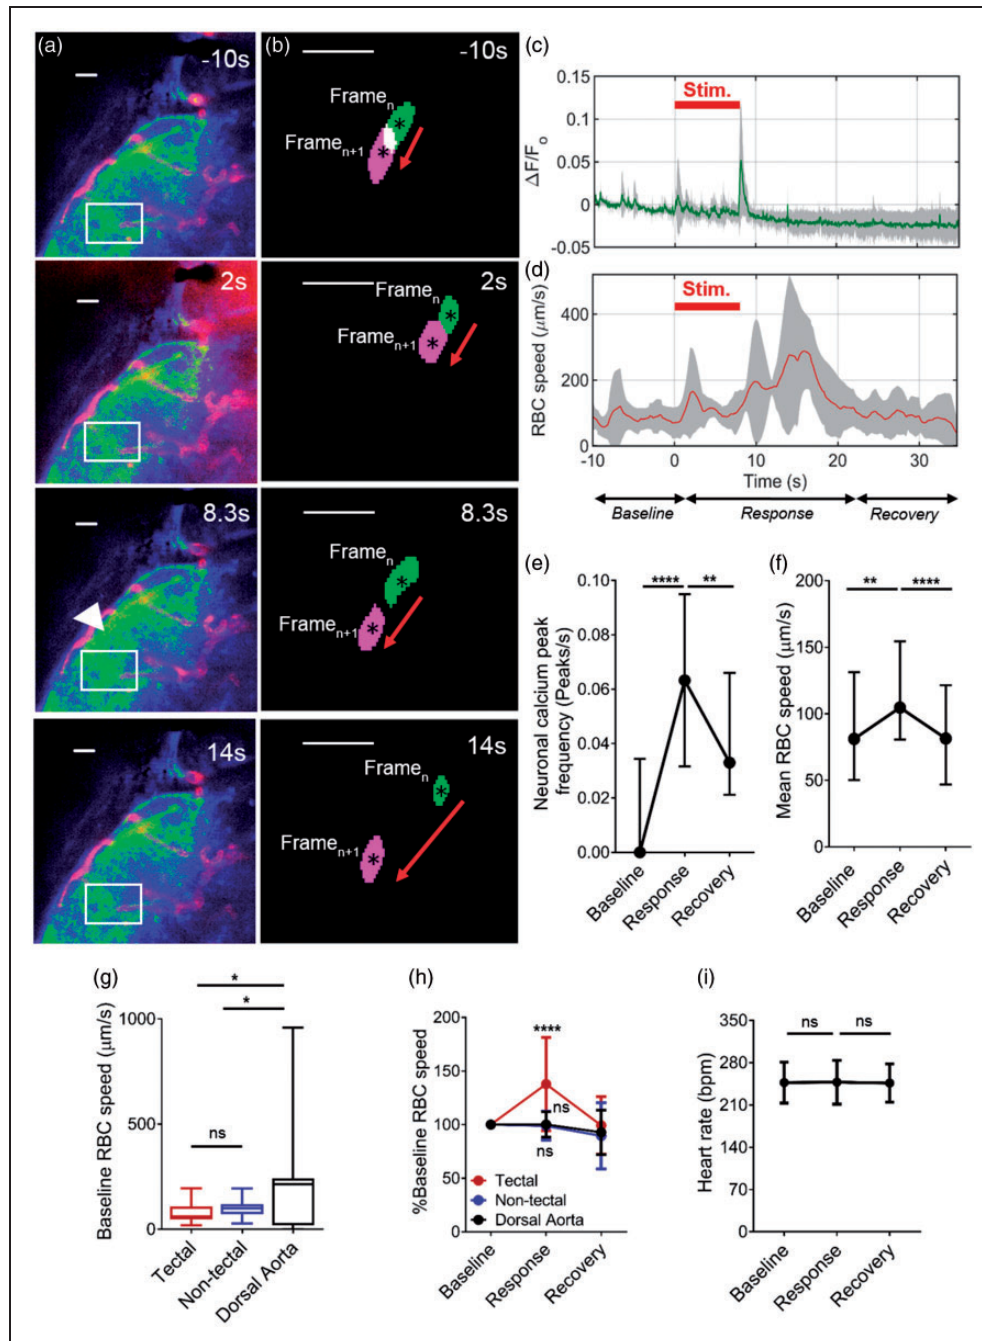 (a)
-10s
2s
8.3s
14s
(b)
-10s
Frame_n
Frame_n+1
2s
Frame_n
Frame_n+1
8.3s
Frame_n
Frame_n+1
14s
Frame_n
Frame_n+1
(c)
0.15
0.10
0.05
0
-0.05
ΔF/F_o
Stim.
0
10
20
30
(d)
400
200
0
RBC speed (μm/s)
Stim.
-10
0
10
20
30
Time (s)
Baseline
Response
Recovery
(e)
0.10
0.08
0.06
0.04
0.02
0.00
Neuronal calcium peak
frequency (Peaks/s)
****
**
Baseline
Response
Recovery
(f)
200
150
100
50
0
Mean RBC speed (μm/s)
**
****
Baseline
Response
Recovery
(g)
1000
500
0
Baseline RBC speed (μm/s)
*
*
ns
Tectal
Non-tectal
Dorsal Aorta
(h)
200
150
100
50
0
%Baseline RBC speed
****
ns
ns
Tectal
Non-tectal
Dorsal Aorta
Baseline
Response
Recovery
(i)
350
280
210
140
70
0
Heart rate (bpm)
ns
ns
Baseline
Response
Recovery